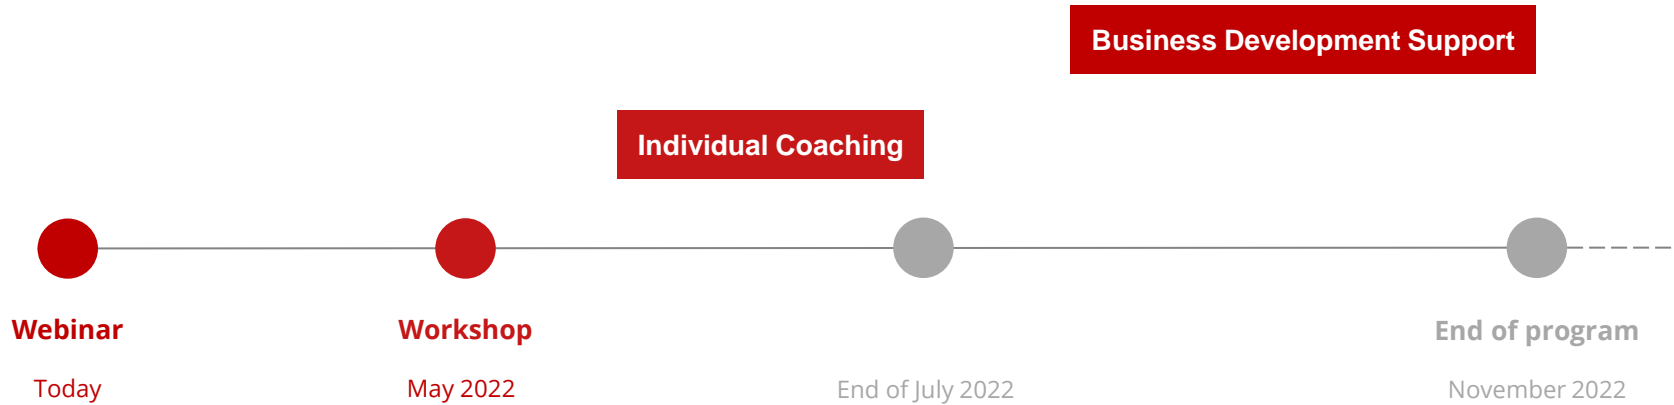 Business Development Support
Individual Coaching
Webinar
Workshop
End of program
Today
May 2022
End of July 2022
November 2022